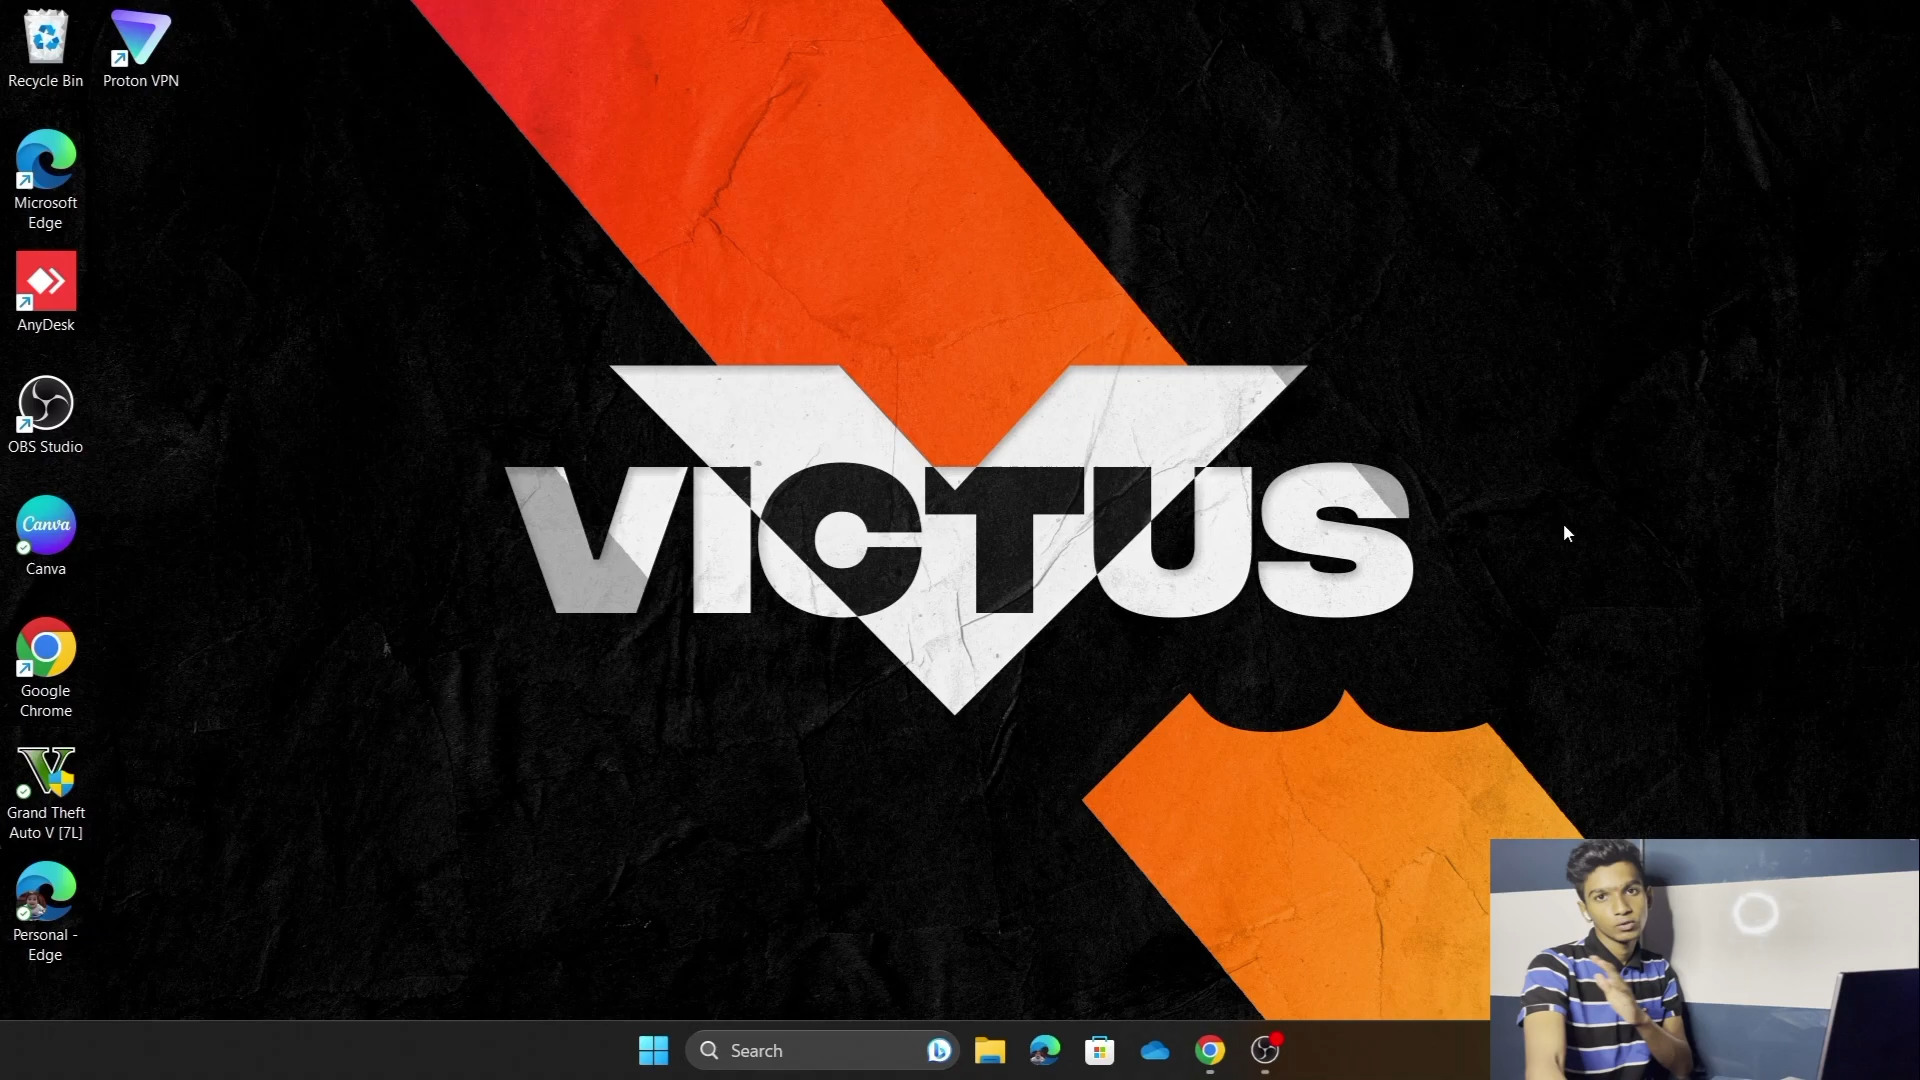 Recycle Bin
Proton VPN
Microsoft
Edge
AnyDesk
OBS Studio
Canva
Canva
Google
Chrome
Grand Theft
Auto V [7L]
Personal -
Edge
VICTUS
Search